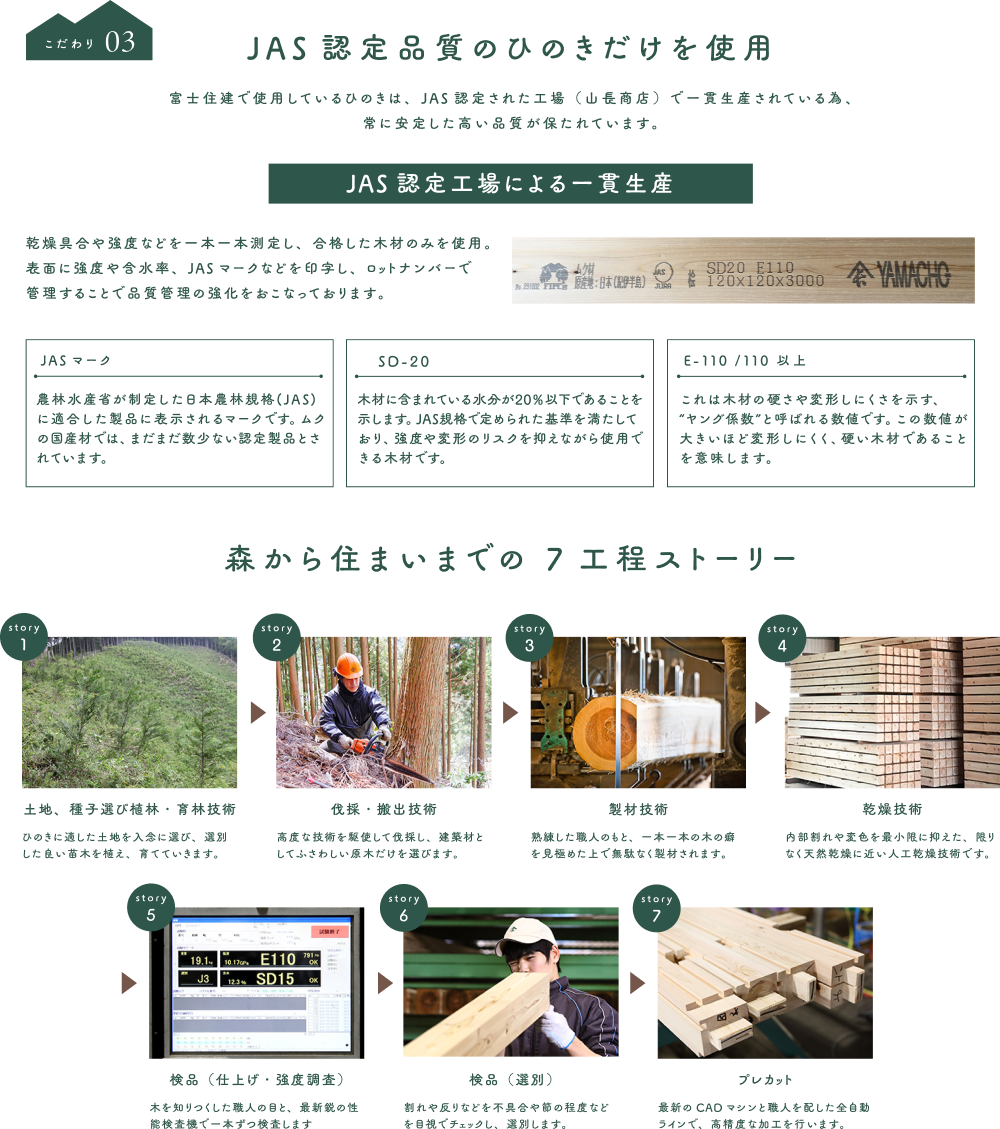 こだわり 03
JAS 認定品質のひのきだけを使用
富士住建で使用しているひのきは、JAS 認定された工場（山長商店）で一貫生産されている為、
常に安定した高い品質が保たれています。
JAS 認定工場による一貫生産
乾燥具合や強度などを一本一本測定し、合格した木材のみを使用。
表面に強度や含水率、JAS マークなどを印字し、ロットナンバーで
管理することで品質管理の強化をおこなっております。
ムク材
原産地:日本(紀伊半島)
JAS
SD20 E110
120x120x3000
YAMACHO
JAS マーク
農林水産省が制定した日本農林規格(JAS)
に適合した製品に表示されるマークです。ムク
の国産材では、まだまだ数少ない認定製品とさ
れています。
SD-20
木材に含まれている水分が20%以下であることを
示します。JAS規格で定められた基準を満たして
おり、強度や変形のリスクを抑えながら使用で
きる木材です。
E-110 /110 以上
これは木材の硬さや変形しにくさを示す、
“ヤング係数”と呼ばれる数値です。この数値が
大きいほど変形しにくく、硬い木材であること
を意味します。
森から住まいまでの 7 工程ストーリー
story
1
土地、種子選び植林・育林技術
ひのきに適した土地を入念に選び、選別
した良い苗木を植え、育てていきます。
story
2
伐採・搬出技術
高度な技術を駆使して伐採し、建築材と
してふさわしい原木だけを選びます。
story
3
製材技術
熟練した職人のもと、一本一本の木の癖
を見極めた上で無駄なく製材されます。
story
4
乾燥技術
内部割れや変色を最小限に抑えた、限り
なく天然乾燥に近い人工乾燥技術です。
story
5
試験終了
19.1
10.17
E110
791
OK
J3
12.3
SD15
OK
検品（仕上げ・強度調査）
木を知りつくした職人の目と、最新鋭の性
能検査機で一本ずつ検査します
story
6
検品（選別）
割れや反りなどを不具合や節の程度など
を目視でチェックし、選別します。
story
7
プレカット
最新の CAD マシンと職人を配した全自動
ラインで、高精度な加工を行います。